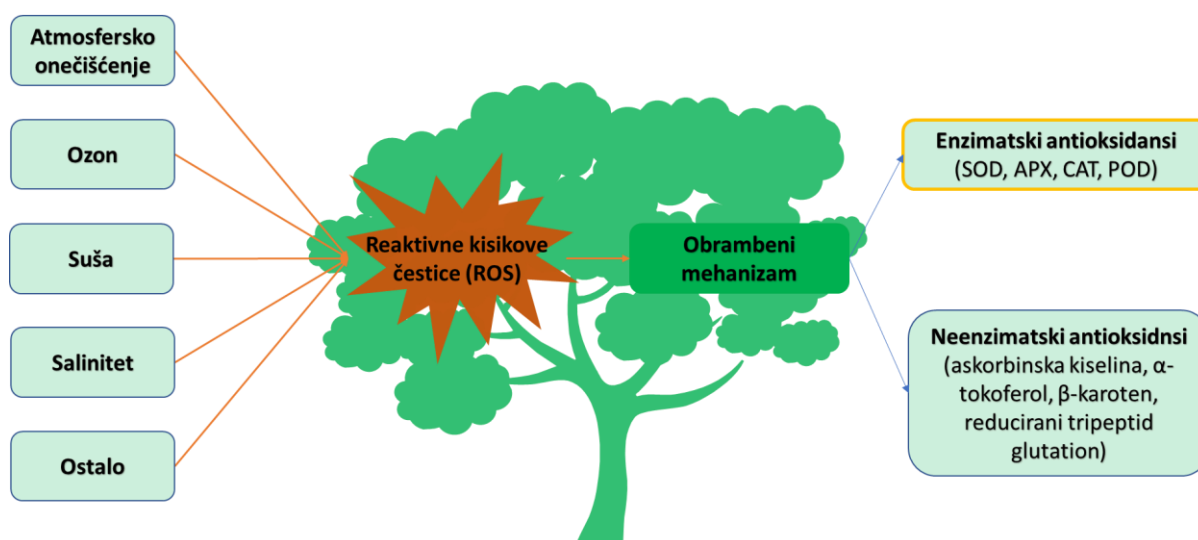 Atmosfersko
onečišćenje
Ozon
Suša
Salinitet
Ostalo
Reaktivne kisikove
čestice (ROS)
Obrambeni
mehanizam
Enzimatski antioksidansi
(SOD, APX, CAT, POD)
Neenzimatski antioksidnsi
(askorbinska kiselina, α-
tokoferol, β-karoten,
reducirani tripeptid
glutation)